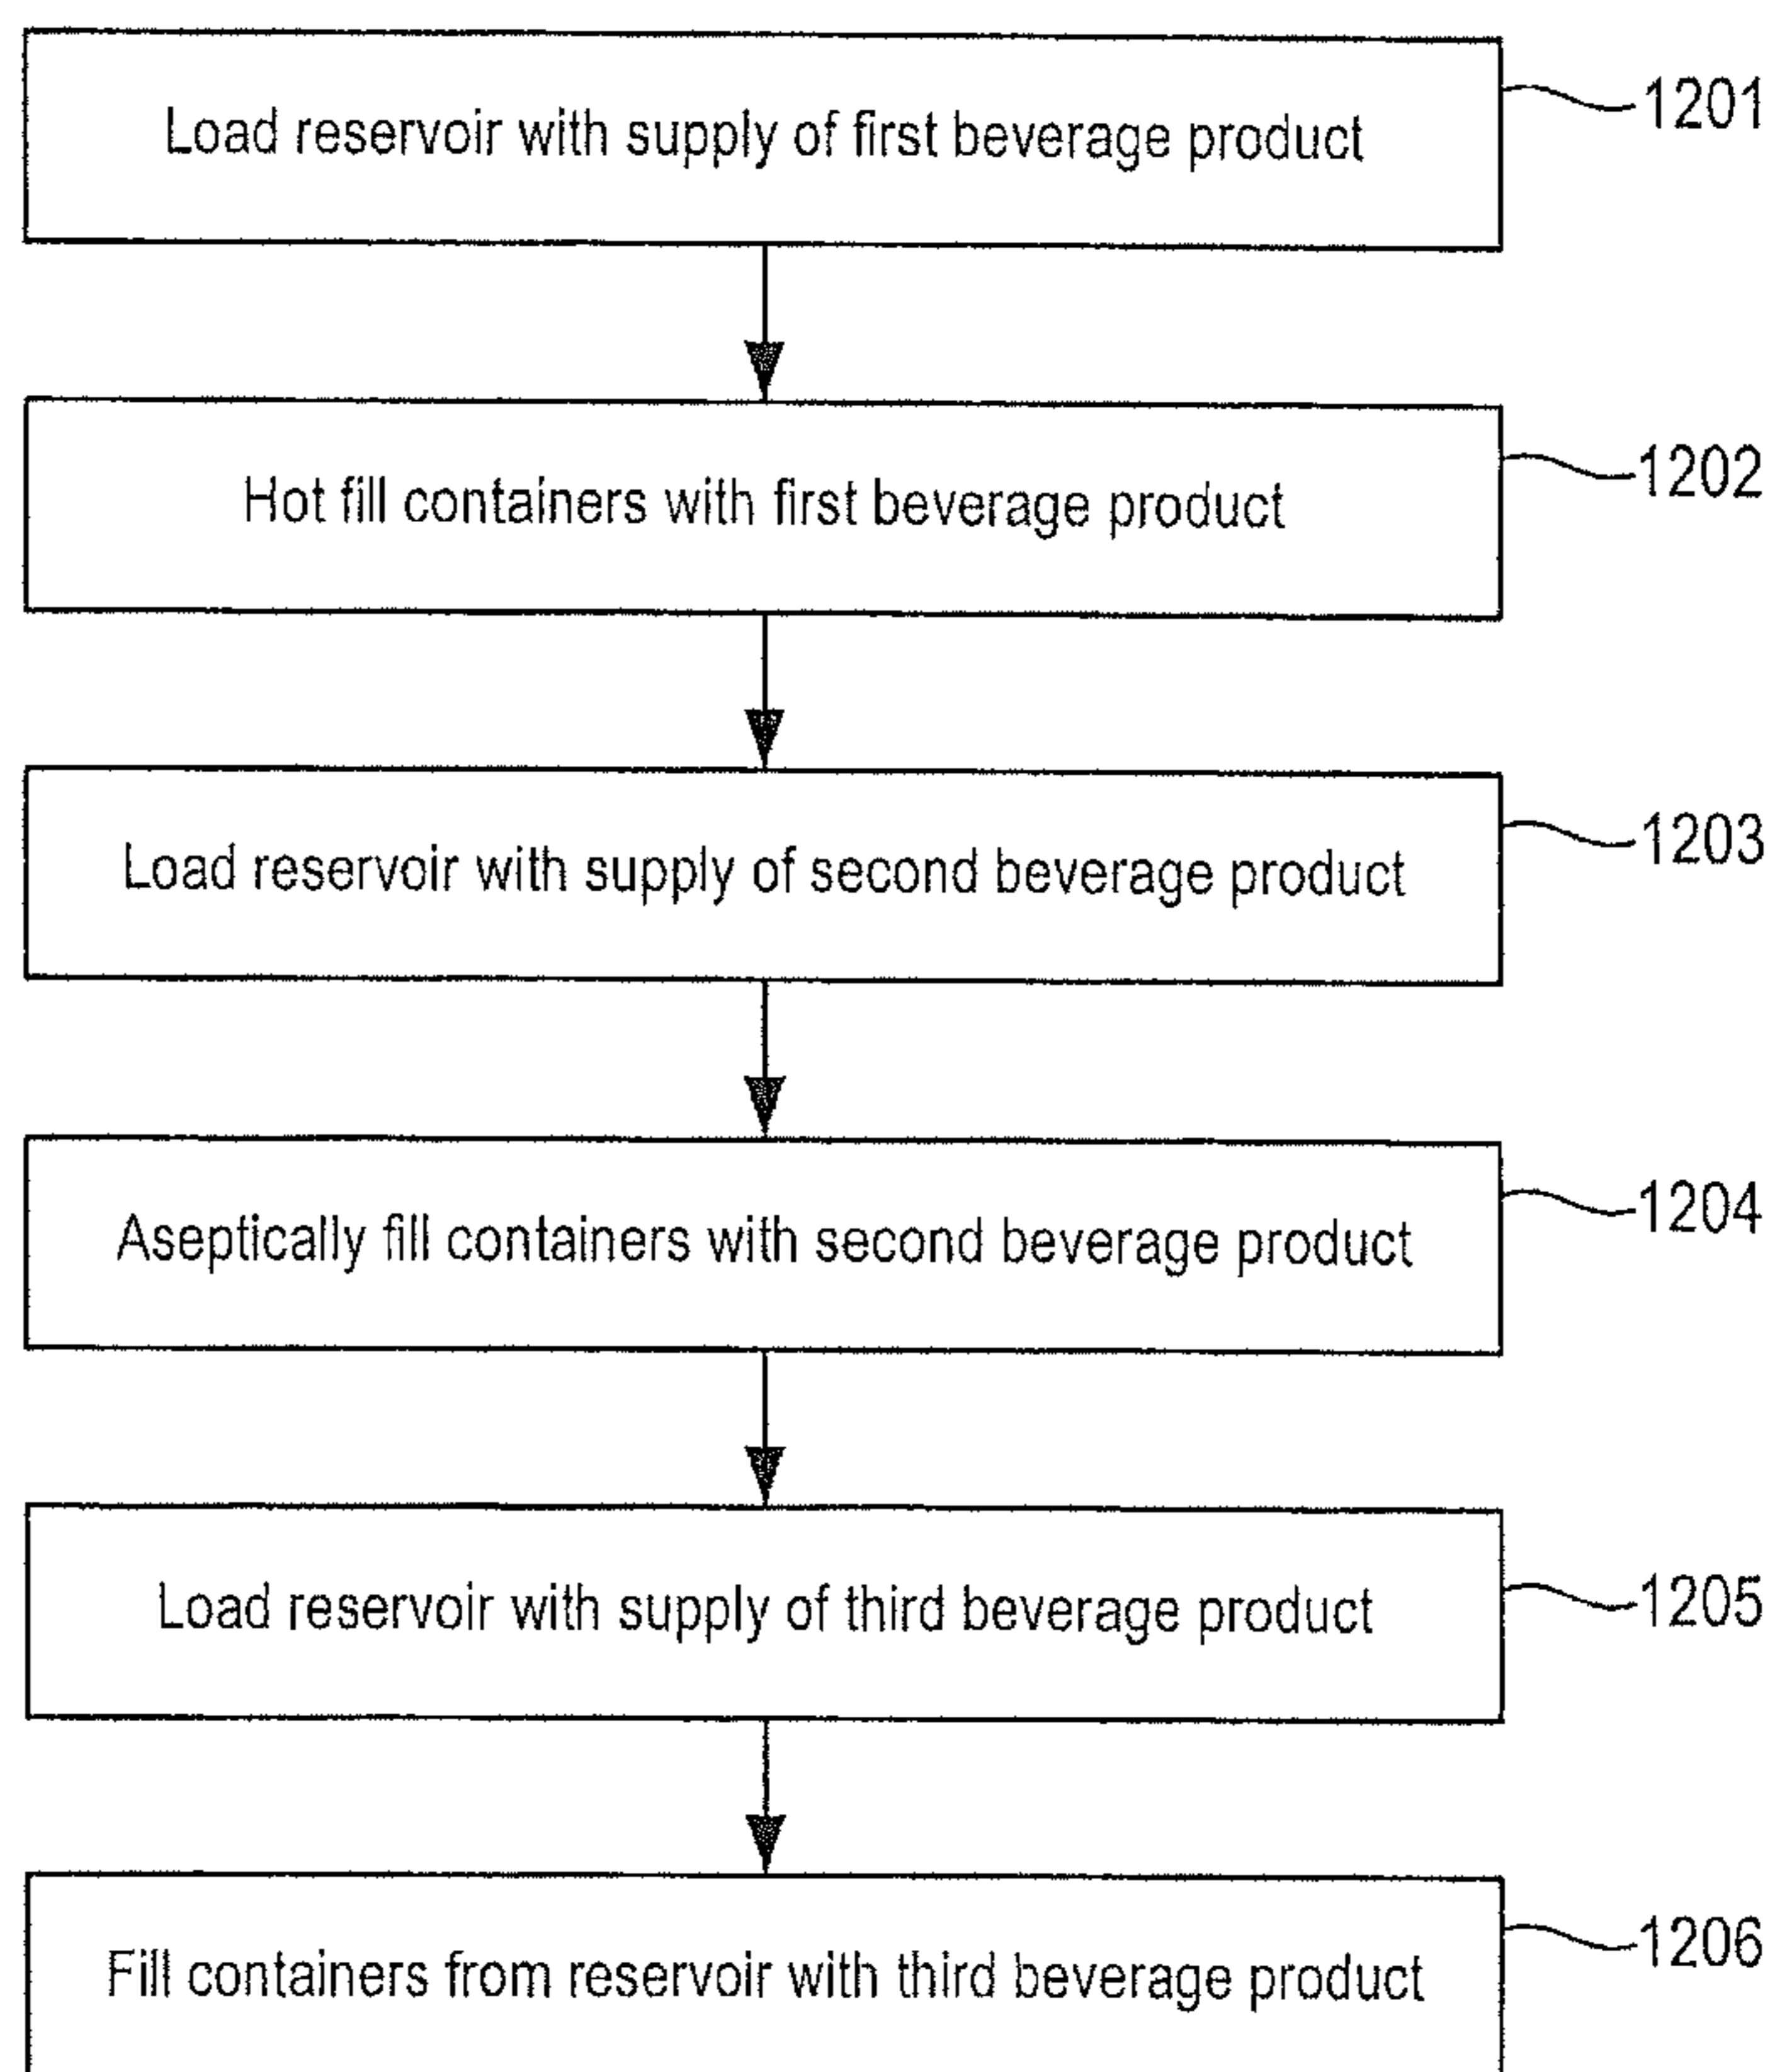 Load reservoir with supply of first beverage product
1201
Hot fill containers with first beverage product
1202
Load reservoir with supply of second beverage product
1203
Aseptically fill containers with second beverage product
1204
Load reservoir with supply of third beverage product
1205
Fill containers from reservoir with third beverage product
1206